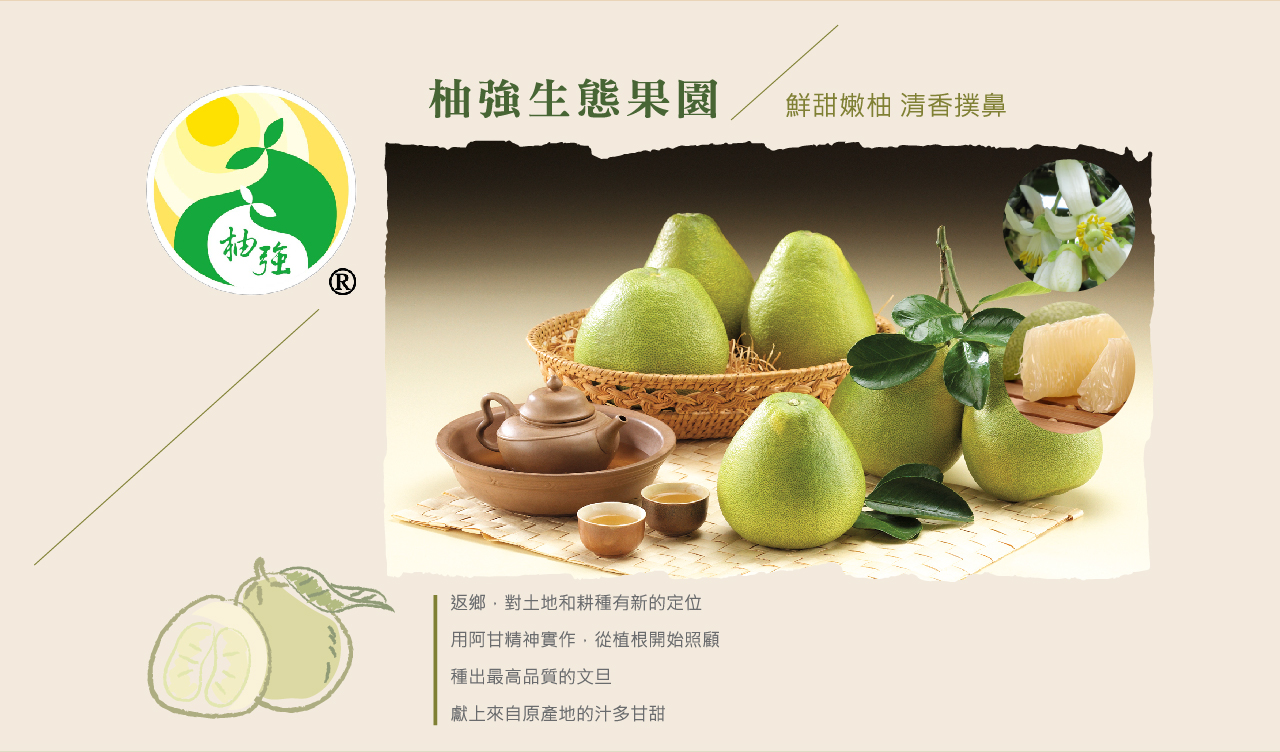 柚強生態果園
鮮甜嫩柚 清香撲鼻
柚強
®
返鄉，對土地和耕種有新的定位
用阿甘精神實作，從植根開始照顧
種出最高品質的文旦
獻上來自原產地的汁多甘甜